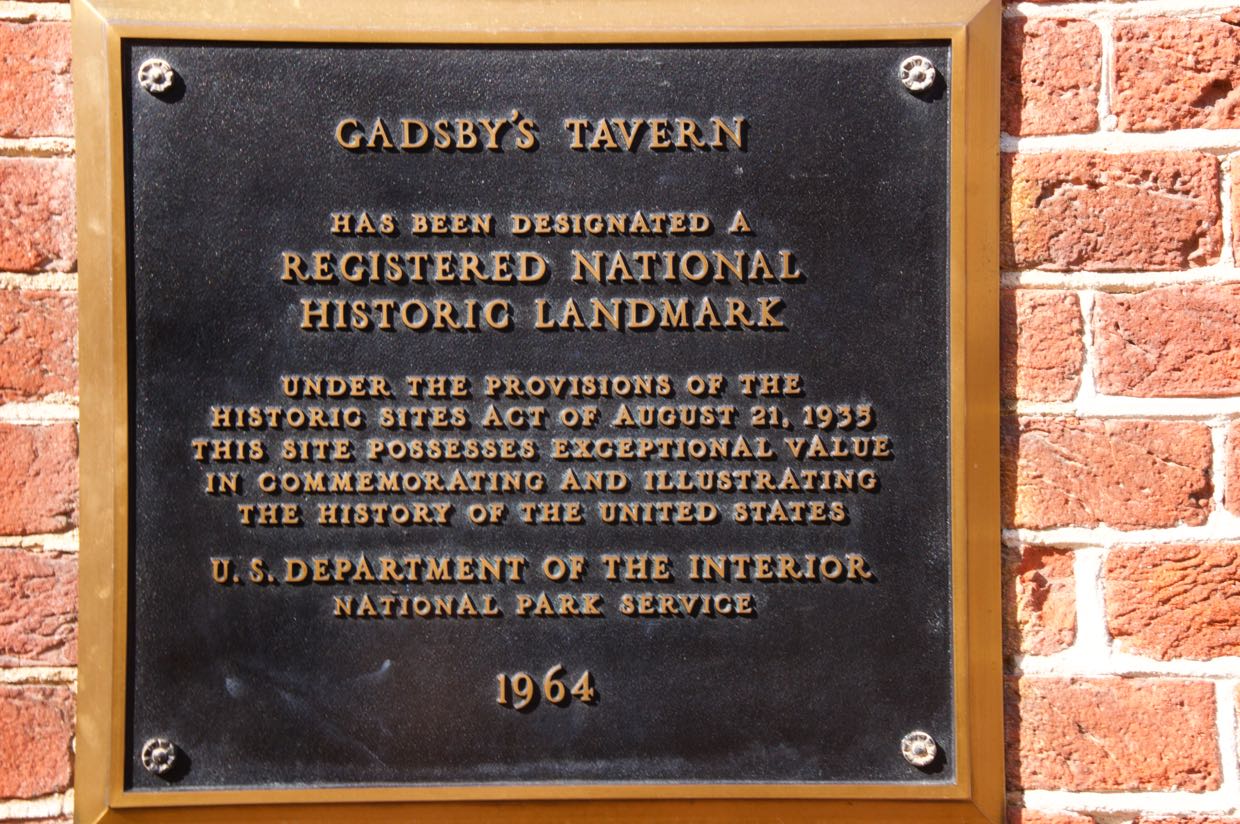 GADSBY'S TAVERN
HAS BEEN DESIGNATED A
REGISTERED NATIONAL
HISTORIC LANDMARK
UNDER THE PROVISIONS OF THE
HISTORIC SITES ACT OF AUGUST 21, 1935
THIS SITE POSSESSES EXCEPTIONAL VALUE
IN COMMEMORATING AND ILLUSTRATING
THE HISTORY OF THE UNITED STATES
U. S. DEPARTMENT OF THE INTERIOR
NATIONAL PARK SERVICE
1964